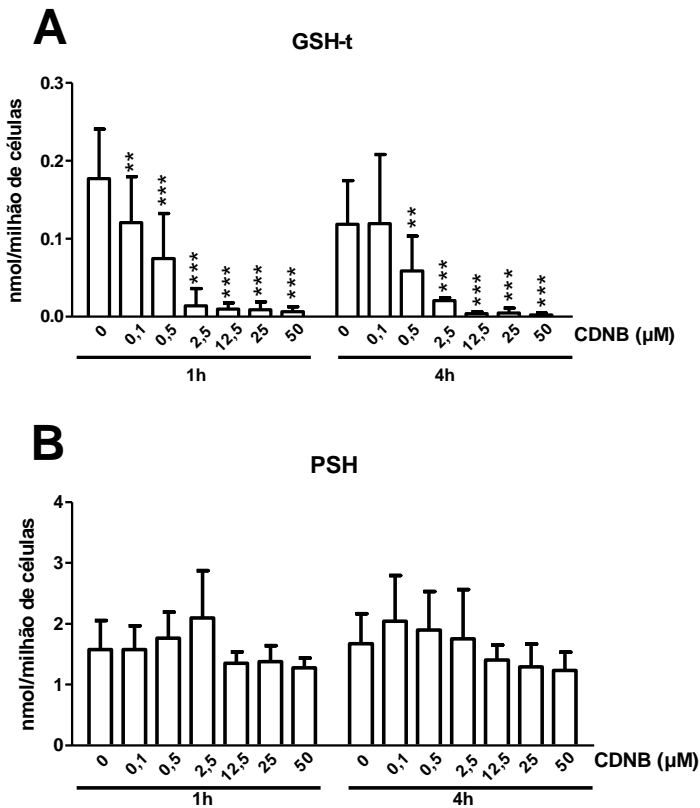 A
GSH-t
nmol/milhão de células
0.3
0.2
0.1
0.0
** *** *** *** *** *** ** *** *** *** ***
0 0,1 0,5 2,5 12,5 25 50 0 0,1 0,5 2,5 12,5 25 50 CDNB (µM)
1h 4h
B
PSH
nmol/milhão de células
4
3
2
1
0
0 0,1 0,5 2,5 12,5 25 50 0 0,1 0,5 2,5 12,5 25 50 CDNB (µM)
1h 4h